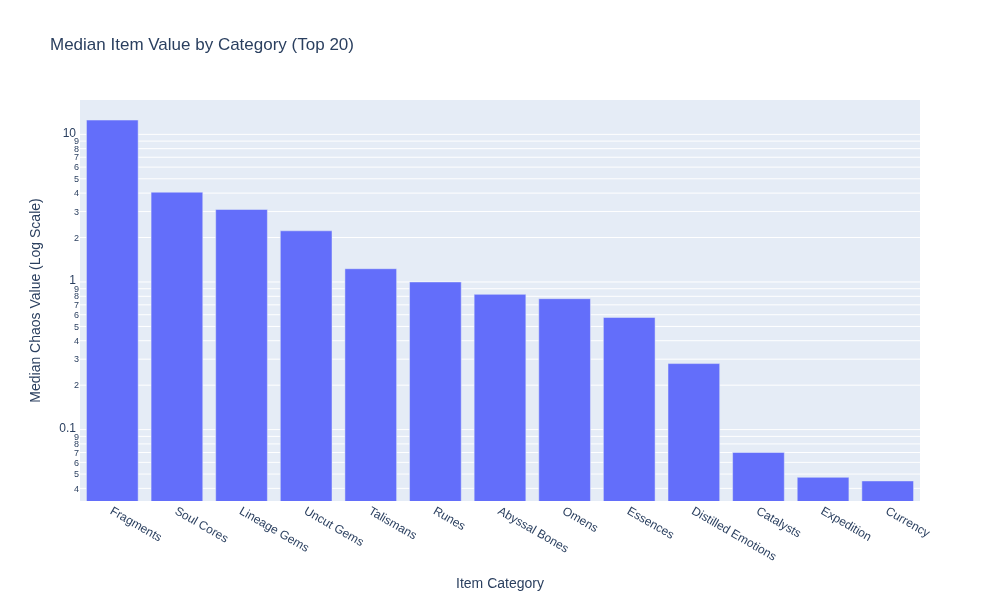 Median Item Value by Category (Top 20)
Median Chaos Value (Log Scale)
10
9
8
7
6
5
4
3
2
1
9
8
7
6
5
4
3
2
0.1
9
8
7
6
5
4
Fragments
Soul Cores
Lineage Gems
Uncut Gems
Talismans
Runes
Abyssal Bones
Omens
Essences
Distilled Emotions
Catalysts
Expedition
Currency
Item Category